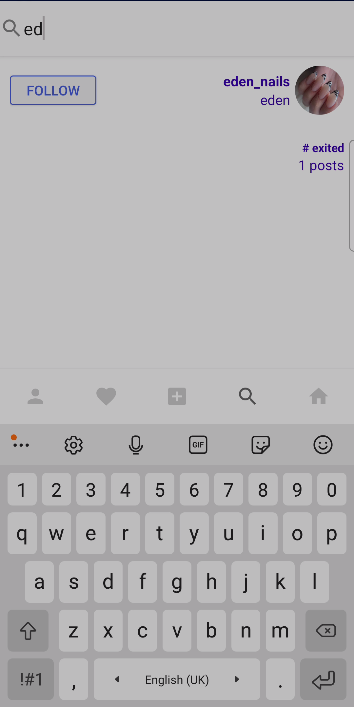 ed
FOLLOW
eden_nails
eden
# exited
1 posts
GIF
1 2 3 4 5 6 7 8 9 0
q w e r t y u i o p
a s d f g h j k l
z x c v b n m
!#1 , English (UK) .